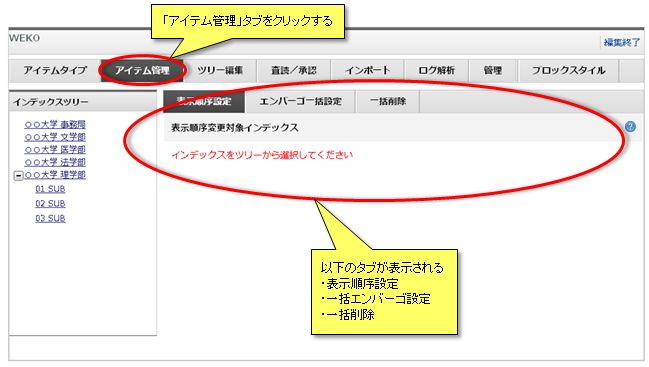 「アイテム管理」タブをクリックする
WEKO
編集終了
アイテムタイプ アイテム管理 ツリー編集 査読／承認 インポート ログ解析 管理 ブロックスタイル
インデックスツリー
○○大学 事務局
○○大学 文学部
○○大学 医学部
○○大学 法学部
○○大学 理学部
01 SUB
02 SUB
03 SUB
表示順序設定 エンバーゴ一括設定 一括削除
表示順序変更対象インデックス
?
インデックスをツリーから選択してください
以下のタブが表示される
・表示順序設定
・一括エンバーゴ設定
・一括削除